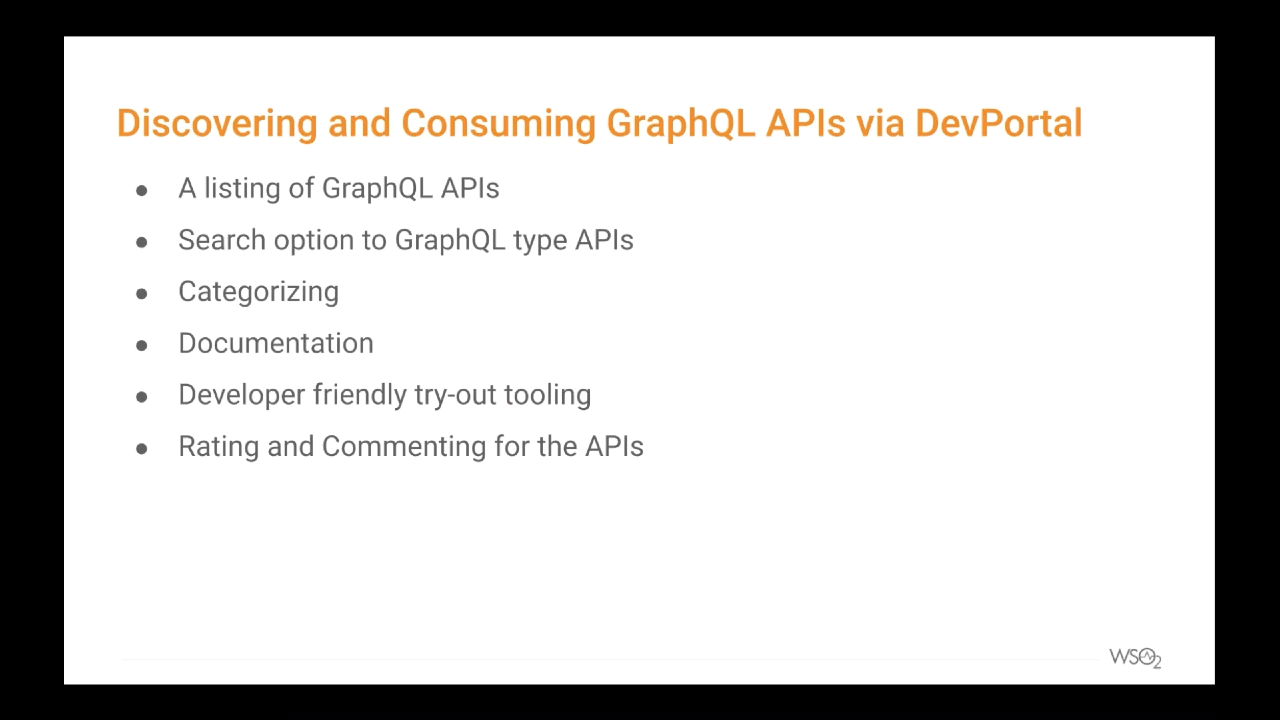 Discovering and Consuming GraphQL APIs via DevPortal
● A listing of GraphQL APIs
● Search option to GraphQL type APIs
● Categorizing
● Documentation
● Developer friendly try-out tooling
● Rating and Commenting for the APIs
WSO2